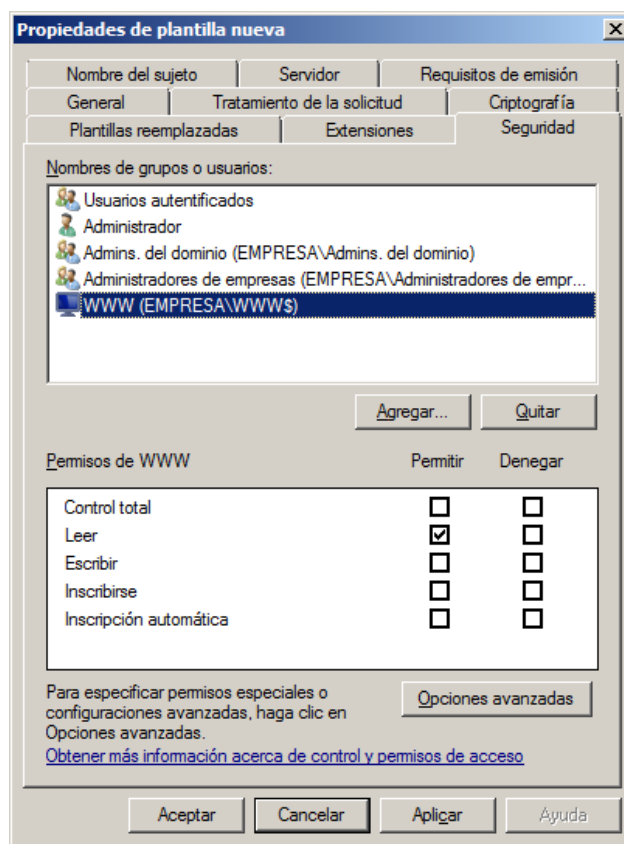 Propiedades de plantilla nueva
Nombre del sujeto Servidor Requisitos de emisión
General Tratamiento de la solicitud Criptografía
Plantillas reemplazadas Extensiones Seguridad
Nombres de grupos o usuarios:
Usuarios autentificados
Administrador
Admins. del dominio (EMPRESA\Admins. del dominio)
Administradores de empresas (EMPRESA\Administradores de empr...
WWW (EMPRESA\WWW$)
Agregar... Quitar
Permisos de WWW Permitir Denegar
Control total
Leer
Escribir
Inscribirse
Inscripción automática
Para especificar permisos especiales o
configuraciones avanzadas, haga clic en
Opciones avanzadas.
Opciones avanzadas
Obtener más información acerca de control y permisos de acceso
Aceptar Cancelar Aplicar Ayuda